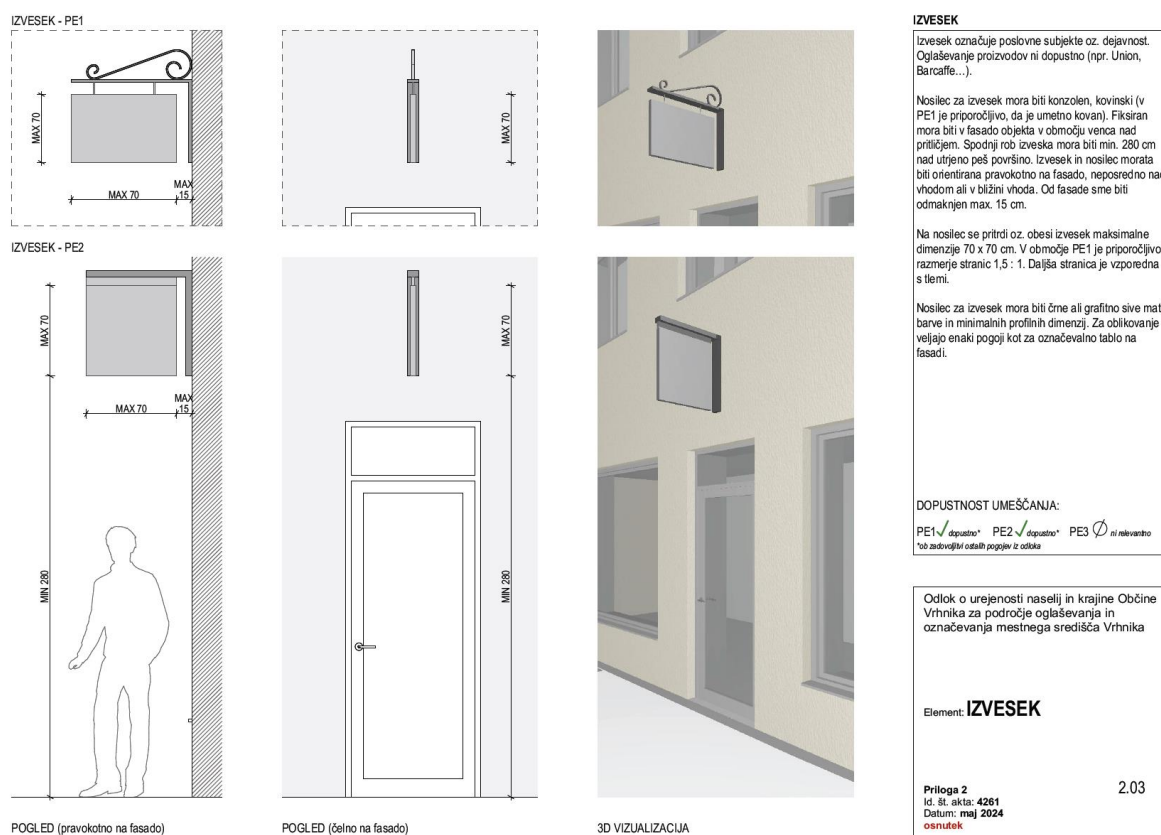 IZVESEK - PE1
MAX 70
MAX 70
MAX
15
MAX 70
IZVESEK - PE2
MAX 70
MAX 70
MAX
15
MIN 280
MAX 70
MIN 280
POGLED (pravokotno na fasado)
POGLED (čelno na fasado)
3D VIZUALIZACIJA
IZVESEK
Izvesek označuje poslovne subjekte oz. dejavnost.
Oglaševanje proizvodov ni dopustno (npr. Union,
Barcaffe...).
Nosilec za izvesek mora biti konzolen, kovinski (v
PE1 je priporočljivo, da je umetno kovan). Fiksiran
mora biti v fasado objekta v območju venca nad
pritličjem. Spodnji rob izveska mora biti min. 280 cm
nad utrjeno peš površino. Izvesek in nosilec morata
biti orientirana pravokotno na fasado, neposredno nad
vhodom ali v bližini vhoda. Od fasade sme biti
odmaknjen max. 15 cm.
Na nosilec se pritrdi oz. obesi izvesek maksimalne
dimenzije 70 x 70 cm. V območje PE1 je priporočljivo
razmerje stranic 1,5 : 1. Daljša stranica je vzporedna
s tlemi.
Nosilec za izvesek mora biti črne ali grafitno sive mat
barve in minimalnih profilnih dimenzij. Za oblikovanje
veljajo enaki pogoji kot za označevalno tablo na
fasadi.
DOPUSTNOST UMEŠČANJA:
PE1 dopustno* PE2 dopustno* PE3 ni relevantno
*ob zadovoljitvi ostalih pogojev iz odloka
Odlok o urejenosti naselij in krajine Občine
Vrhnika za področje oglaševanja in
označevanja mestnega središča Vrhnika
Element: IZVESEK
Priloga 2 2.03
Id. št. akta: 4261
Datum: maj 2024
osnutek